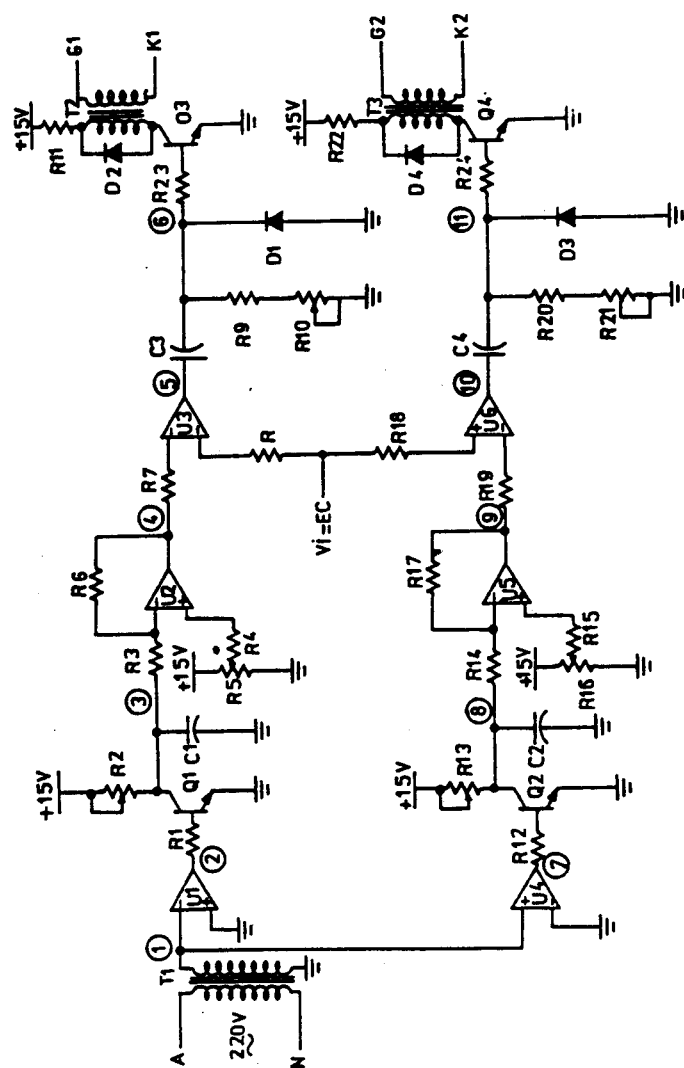 A
N
220V
~
T1
①
U1
- +
②
R1
Q1
+15V
R2
C1
③
R3
R6
U2
- +
+15V
R5
R4
④
R7
U3
⑤
C3
R9
R10
⑥
D1
R23
+15V
R11
D2
T2
G1
K1
Vi=EC
R
R18
U4
+ -
⑦
R12
Q2
+15V
R13
C2
⑧
R14
R17
U5
- +
+15V
R16
R15
⑨
R19
U6
+ -
⑩
C4
R20
R21
⑪
D3
+15V
R22
D4
T3
Q4
G2
K2